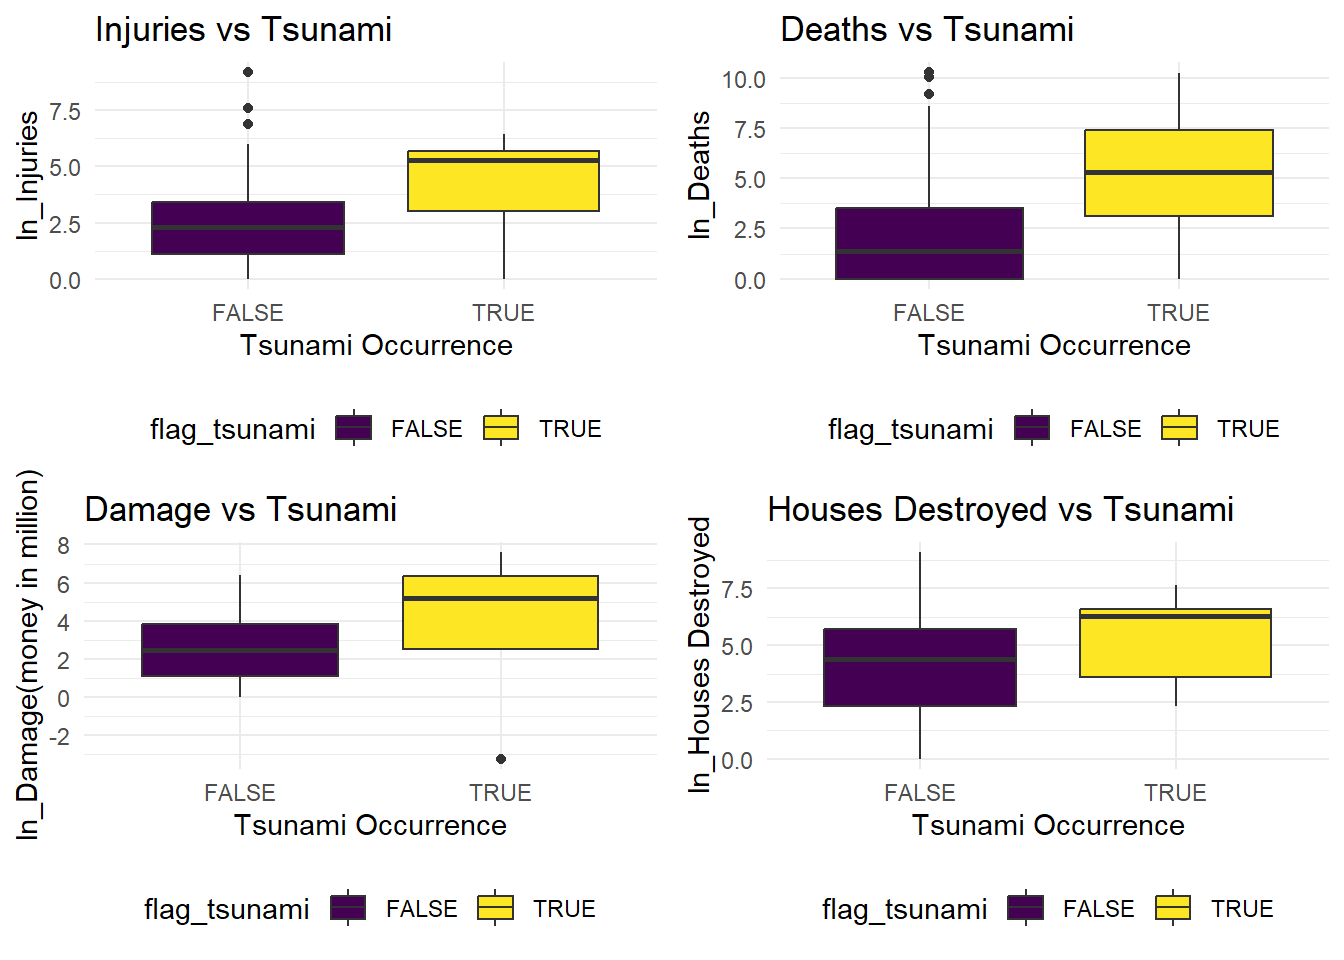 Injuries vs Tsunami
ln_Injuries
7.5
5.0
2.5
0.0
FALSE TRUE
Tsunami Occurrence
flag_tsunami FALSE TRUE
Deaths vs Tsunami
ln_Deaths
10.0
7.5
5.0
2.5
0.0
FALSE TRUE
Tsunami Occurrence
flag_tsunami FALSE TRUE
Damage vs Tsunami
ln_Damage(money in million)
8
6
4
2
0
-2
FALSE TRUE
Tsunami Occurrence
flag_tsunami FALSE TRUE
Houses Destroyed vs Tsunami
ln_Houses Destroyed
7.5
5.0
2.5
0.0
FALSE TRUE
Tsunami Occurrence
flag_tsunami FALSE TRUE